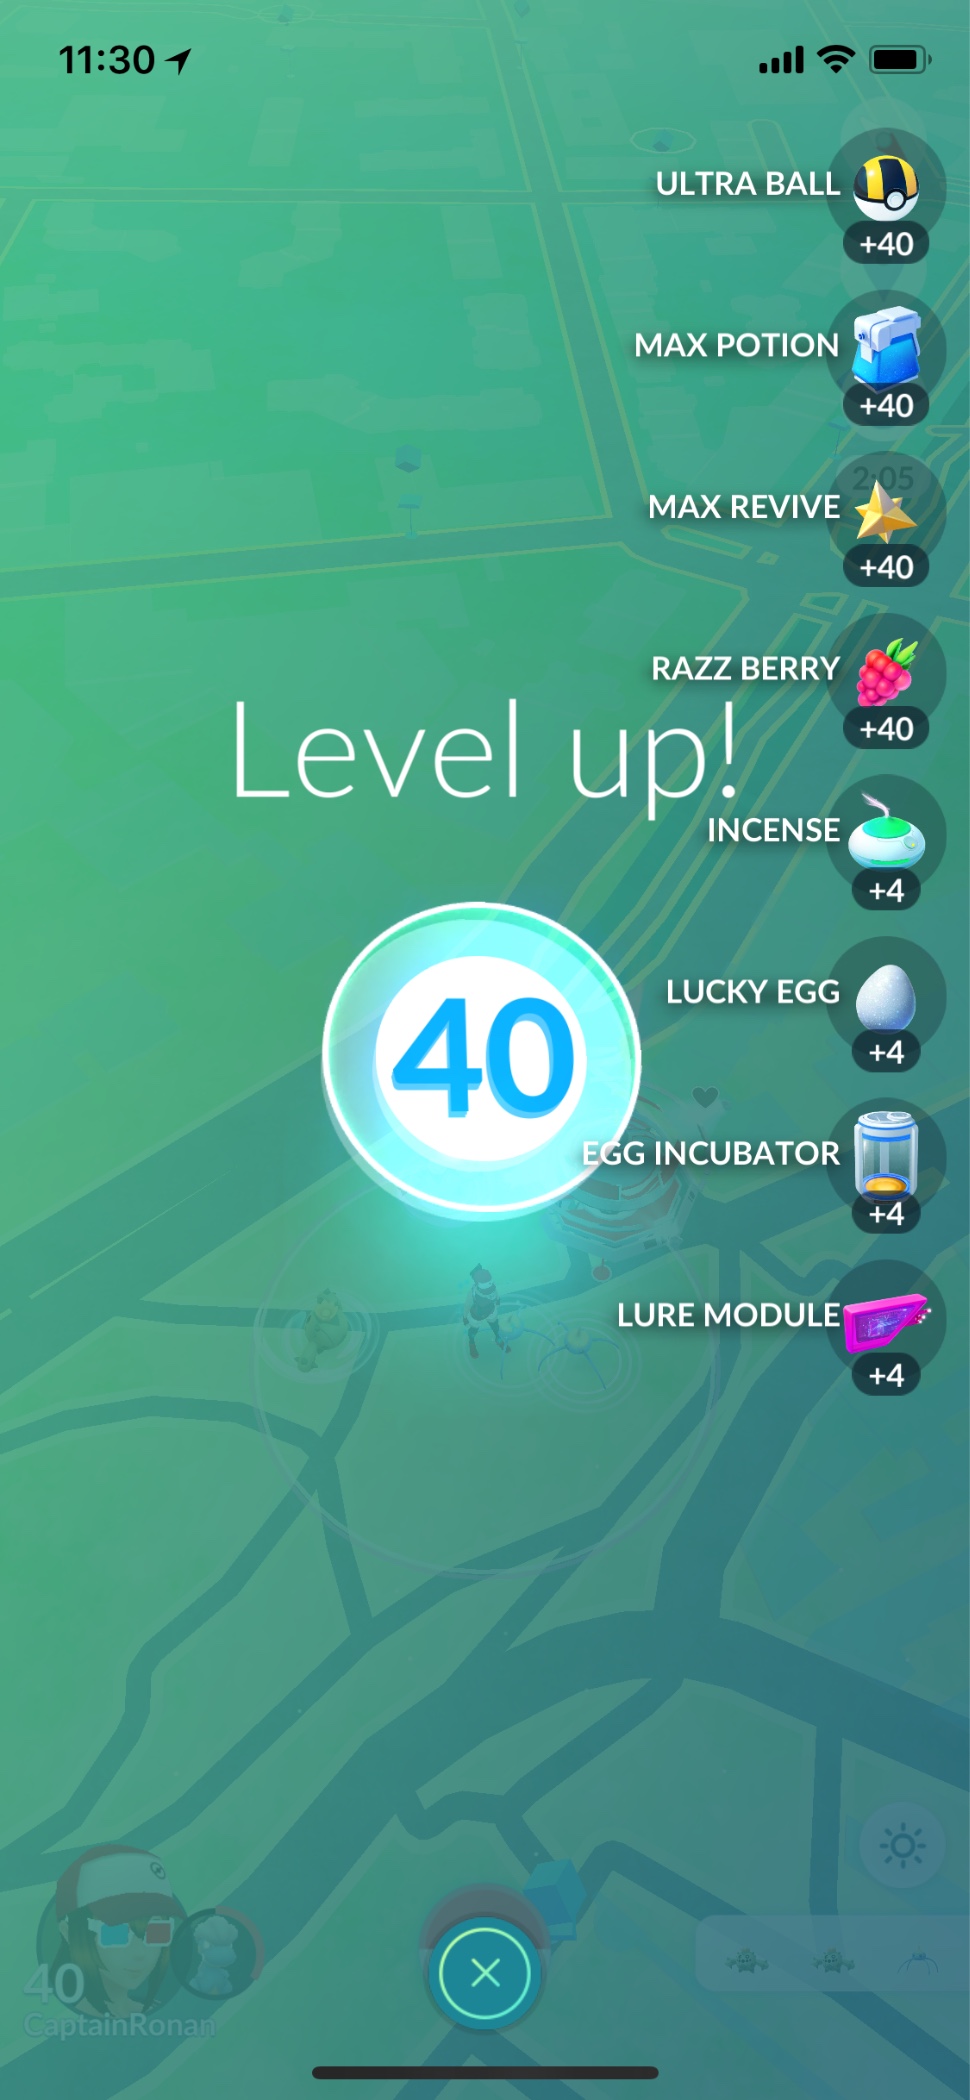 11:30
ULTRA BALL
+40
MAX POTION
+40
2:05
MAX REVIVE
+40
RAZZ BERRY
+40
Level up!
INCENSE
+4
40
LUCKY EGG
+4
EGG INCUBATOR
+4
LURE MODULE
+4
40
CaptainRonan